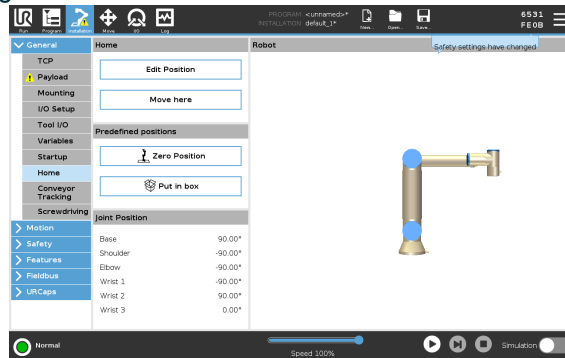 PROGRAM <unnamed>*
INSTALLATION default_1*
6531
FE0B
Run
Program
Installation
Move
I/O
Log
New...
Open...
Save...
General
TCP
Payload
Mounting
I/O Setup
Tool I/O
Variables
Startup
Home
Conveyor
Tracking
Screwdriving
Motion
Safety
Features
Fieldbus
URCaps
Home
Edit Position
Move here
Predefined positions
Zero Position
Put in box
Joint Position
Base 90.00°
Shoulder -90.00°
Elbow -90.00°
Wrist 1 -90.00°
Wrist 2 90.00°
Wrist 3 0.00°
Robot
Safety settings have changed
Normal
Speed 100%
Simulation